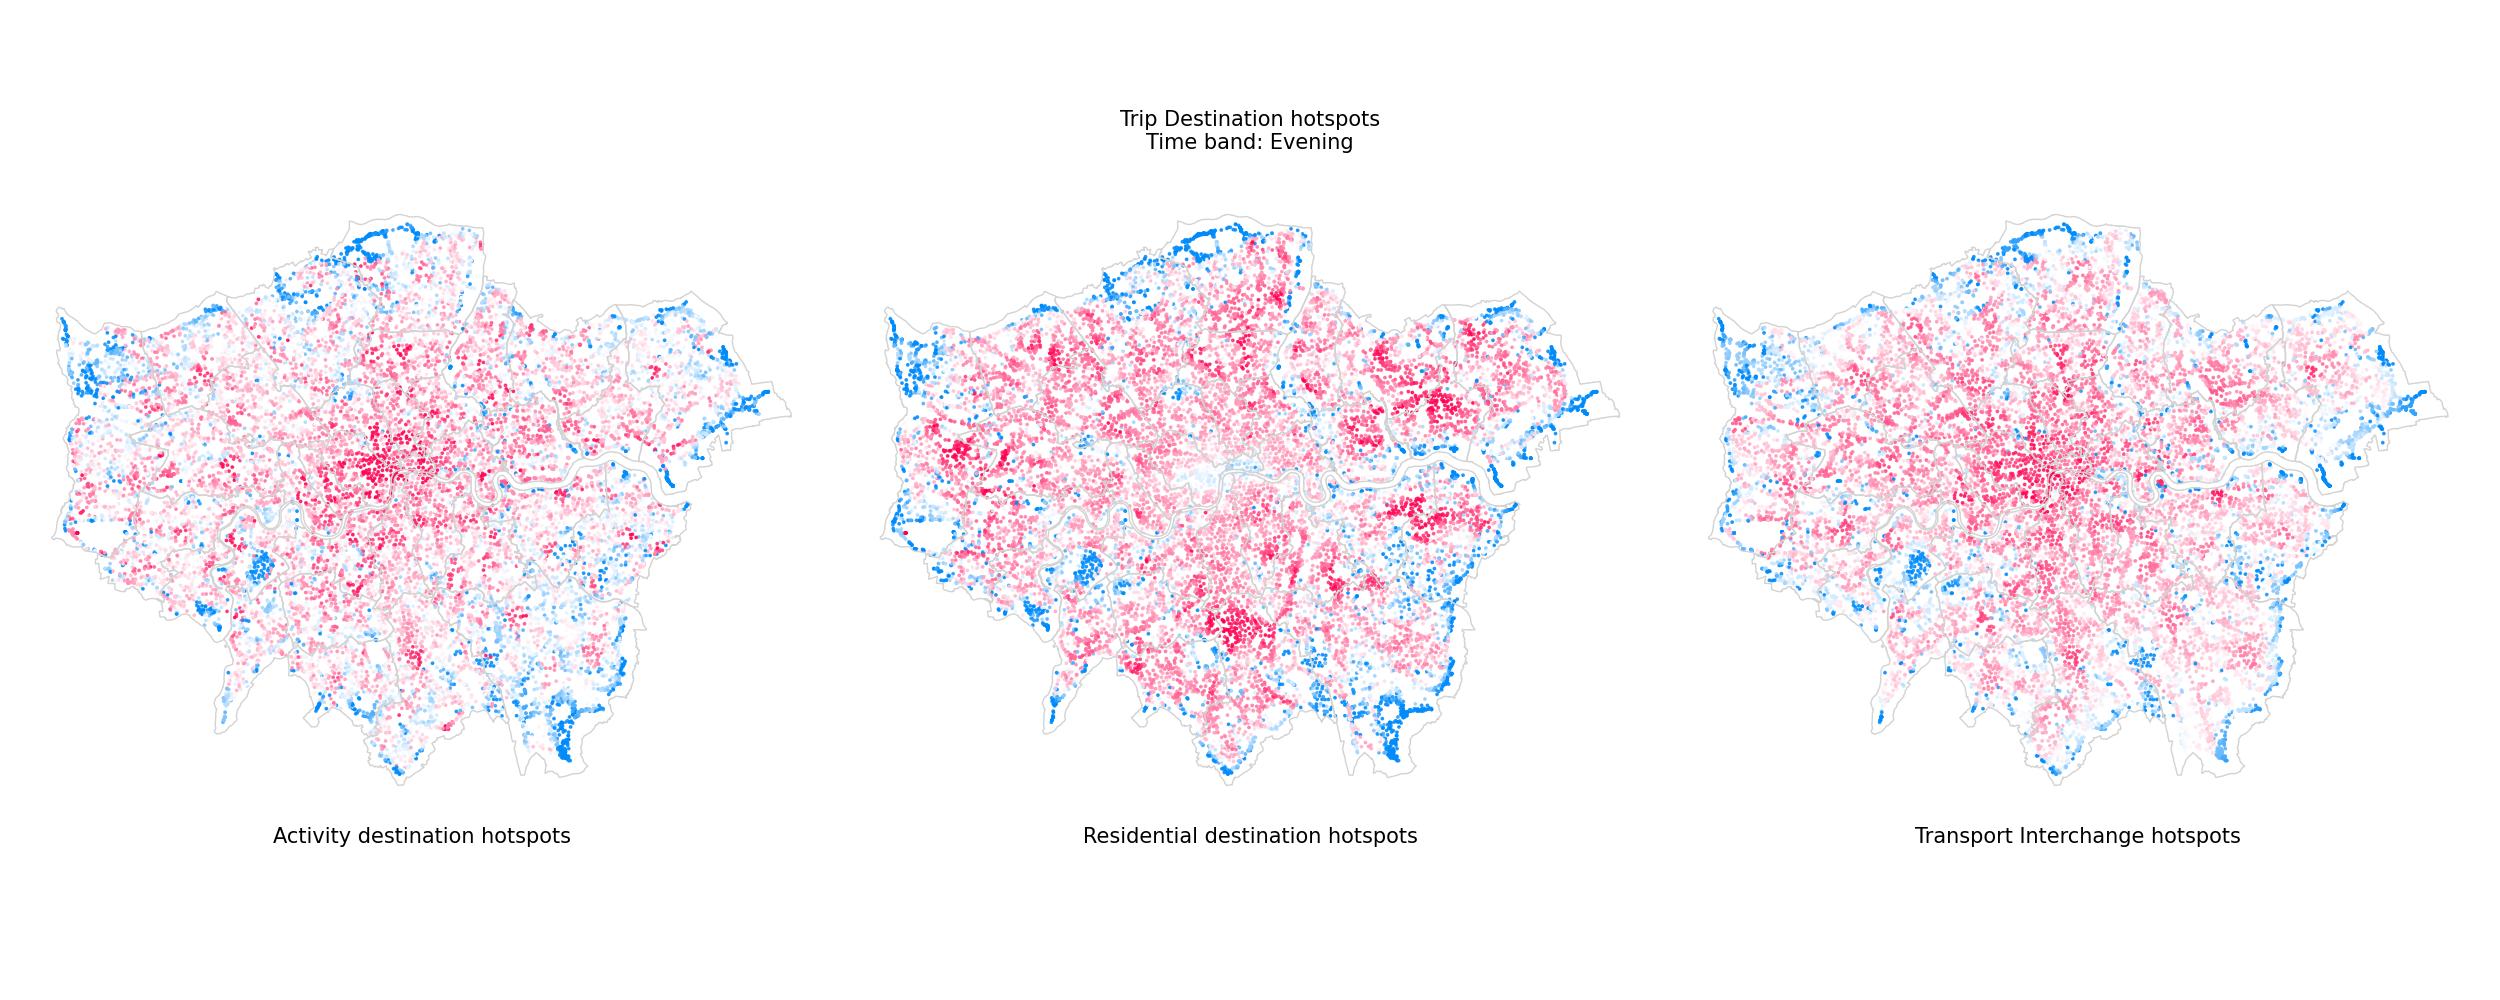 Trip Destination hotspots
Time band: Evening
Activity destination hotspots
Residential destination hotspots
Transport Interchange hotspots